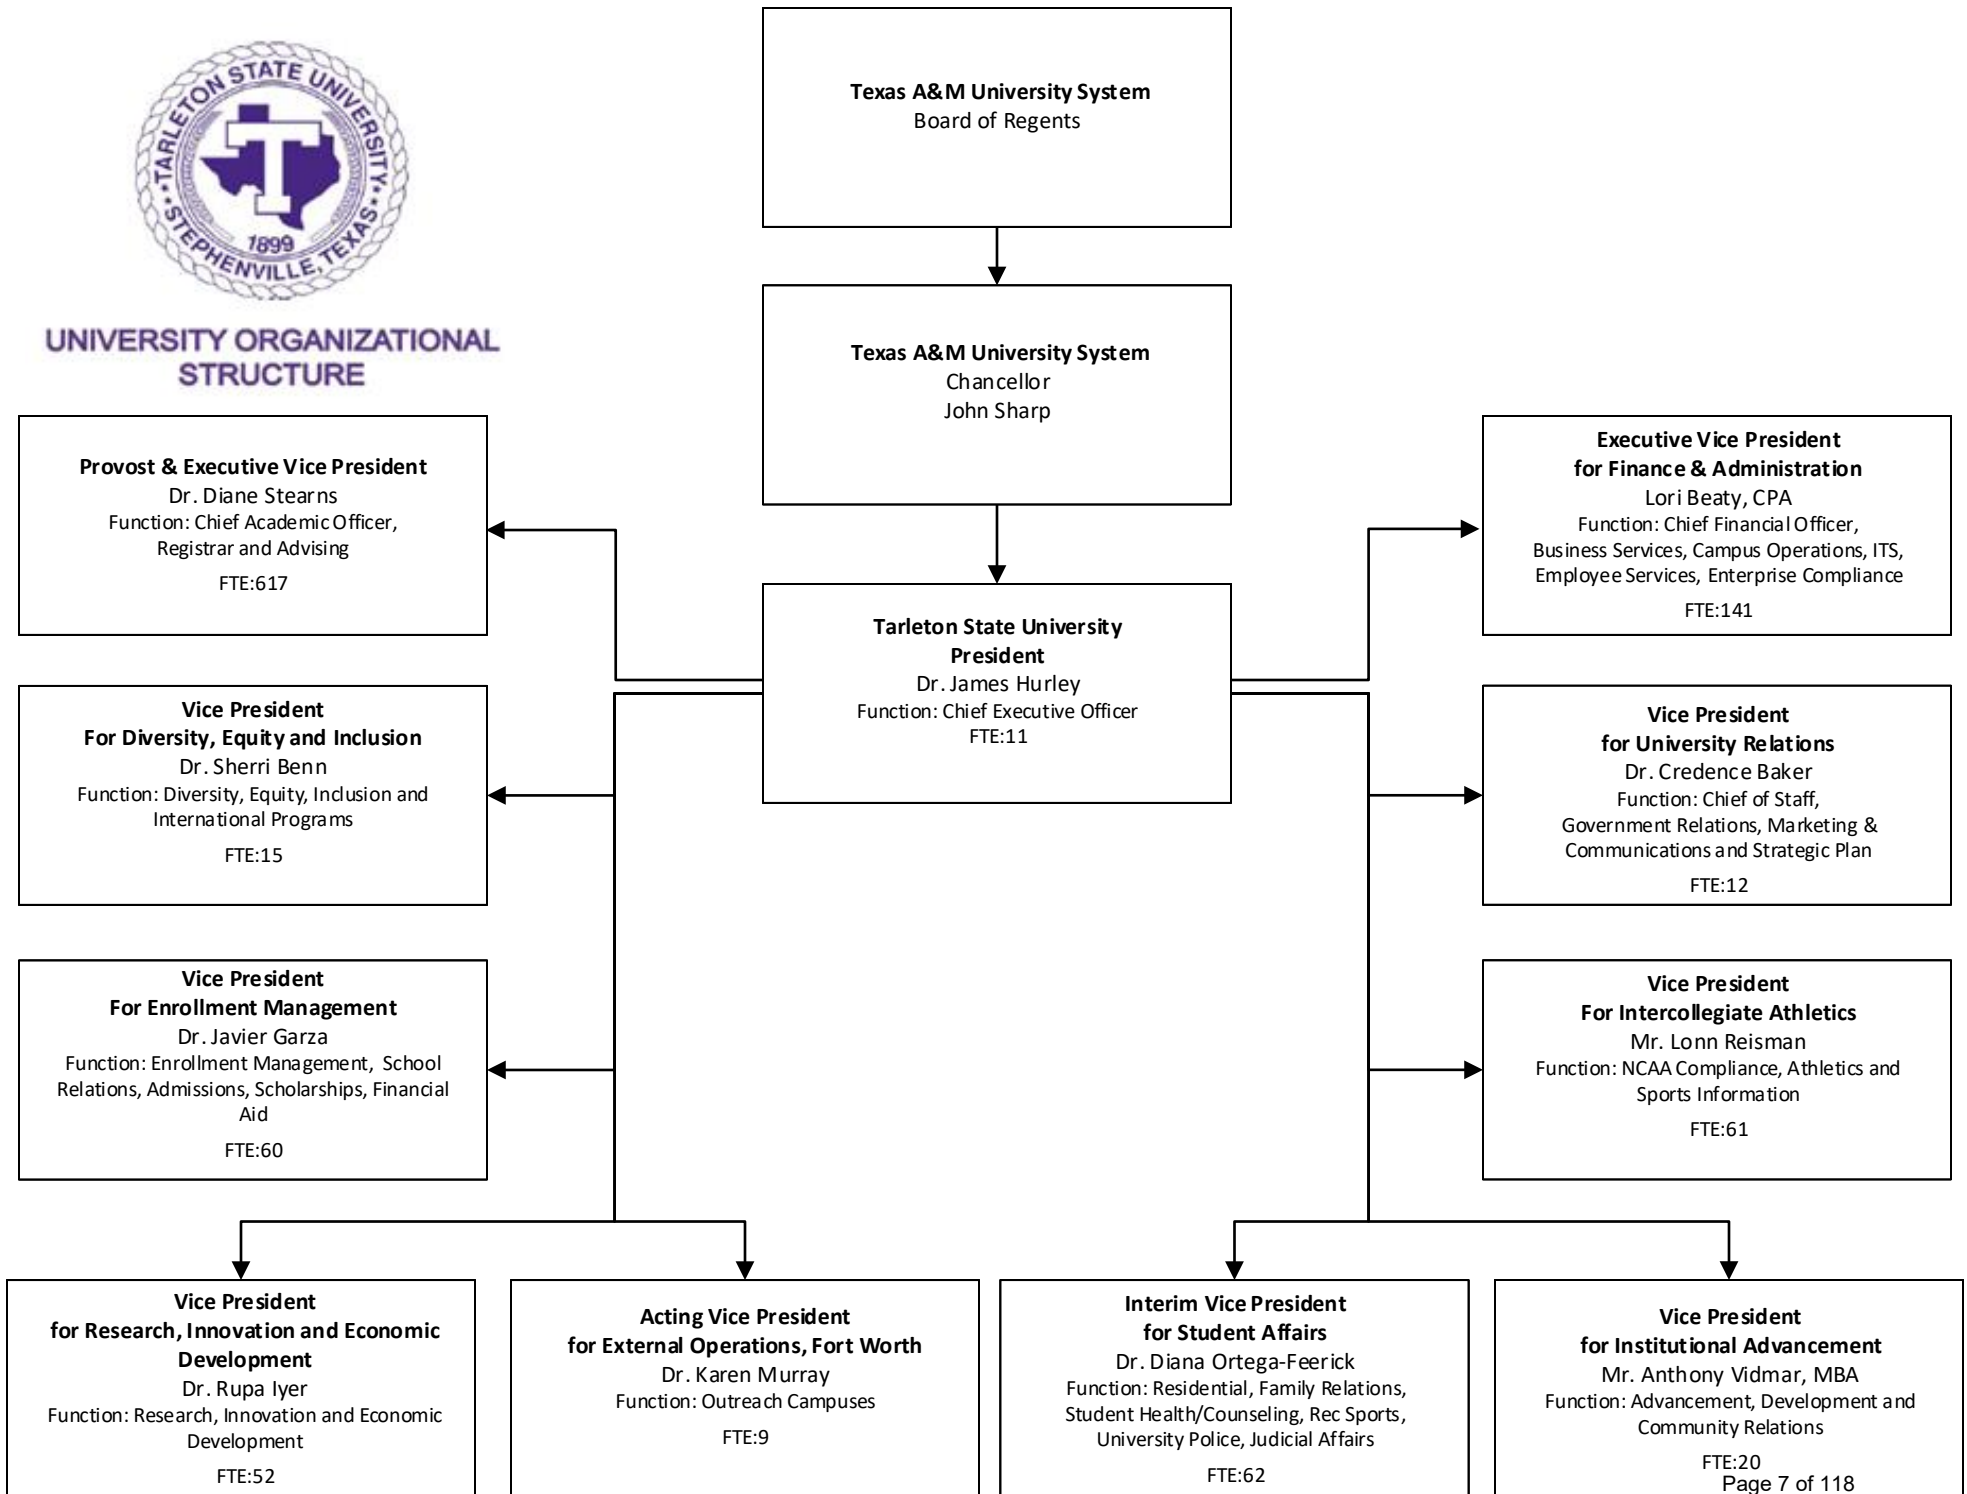 TARLETON STATE UNIVERSITY
STEPHENVILLE, TEXAS
T
1899
UNIVERSITY ORGANIZATIONAL
STRUCTURE
Texas A&M University System
Board of Regents
Texas A&M University System
Chancellor
John Sharp
Provost & Executive Vice President
Dr. Diane Stearns
Function: Chief Academic Officer,
Registrar and Advising
FTE:617
Executive Vice President
for Finance & Administration
Lori Beaty, CPA
Function: Chief Financial Officer,
Business Services, Campus Operations, ITS,
Employee Services, Enterprise Compliance
FTE:141
Tarleton State University
President
Dr. James Hurley
Function: Chief Executive Officer
FTE:11
Vice President
For Diversity, Equity and Inclusion
Dr. Sherri Benn
Function: Diversity, Equity, Inclusion and
International Programs
FTE:15
Vice President
for University Relations
Dr. Credence Baker
Function: Chief of Staff,
Government Relations, Marketing &
Communications and Strategic Plan
FTE:12
Vice President
For Enrollment Management
Dr. Javier Garza
Function: Enrollment Management, School
Relations, Admissions, Scholarships, Financial
Aid
FTE:60
Vice President
For Intercollegiate Athletics
Mr. Lonn Reisman
Function: NCAA Compliance, Athletics and
Sports Information
FTE:61
Vice President
for Research, Innovation and Economic
Development
Dr. Rupa Iyer
Function: Research, Innovation and Economic
Development
FTE:52
Acting Vice President
for External Operations, Fort Worth
Dr. Karen Murray
Function: Outreach Campuses
FTE:9
Interim Vice President
for Student Affairs
Dr. Diana Ortega-Feerick
Function: Residential, Family Relations,
Student Health/Counseling, Rec Sports,
University Police, Judicial Affairs
FTE:62
Vice President
for Institutional Advancement
Mr. Anthony Vidmar, MBA
Function: Advancement, Development and
Community Relations
FTE:20
Page 7 of 118